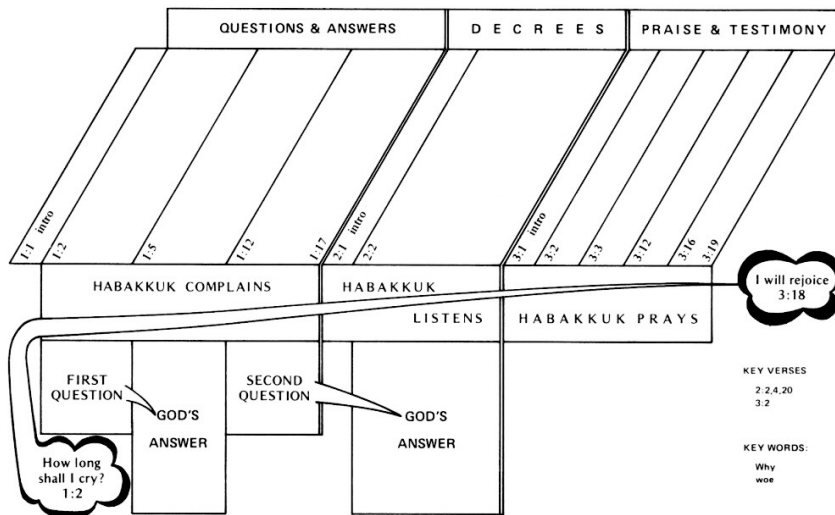 QUESTIONS & ANSWERS
DECREES
PRAISE & TESTIMONY
1:1 intro
1:2
1:5
1:12
1:17
2:1 intro
2:2
3:1 intro
3:2
3:3
3:12
3:16
3:19
HABAKKUK COMPLAINS
HABAKKUK
LISTENS
HABAKKUK PRAYS
I will rejoice
3:18
FIRST
QUESTION
GOD'S
ANSWER
SECOND
QUESTION
GOD'S
ANSWER
How long
shall I cry?
1:2
KEY VERSES
2:2,4,20
3:2
KEY WORDS:
Why
woe